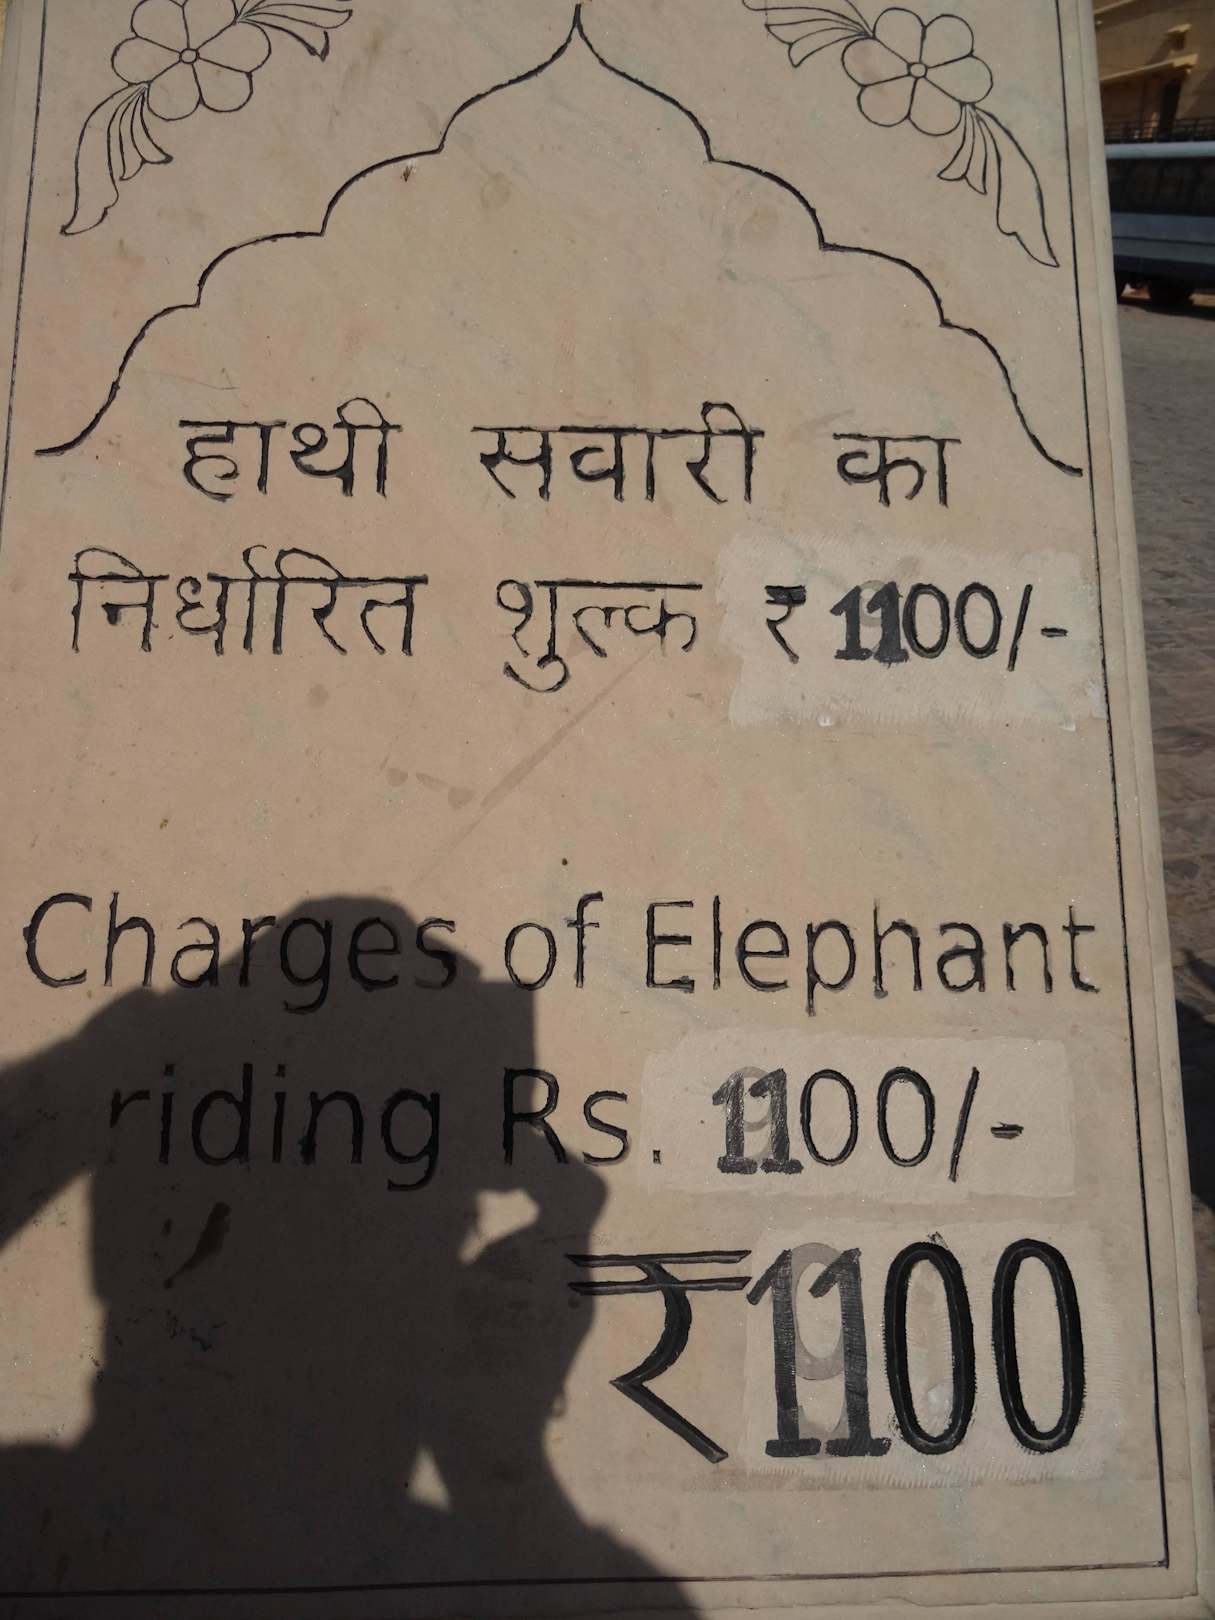 हाथी सवारी का
निर्धारित शुल्क ₹ 1100/-
Charges of Elephant
riding Rs. 1100/-
₹1100